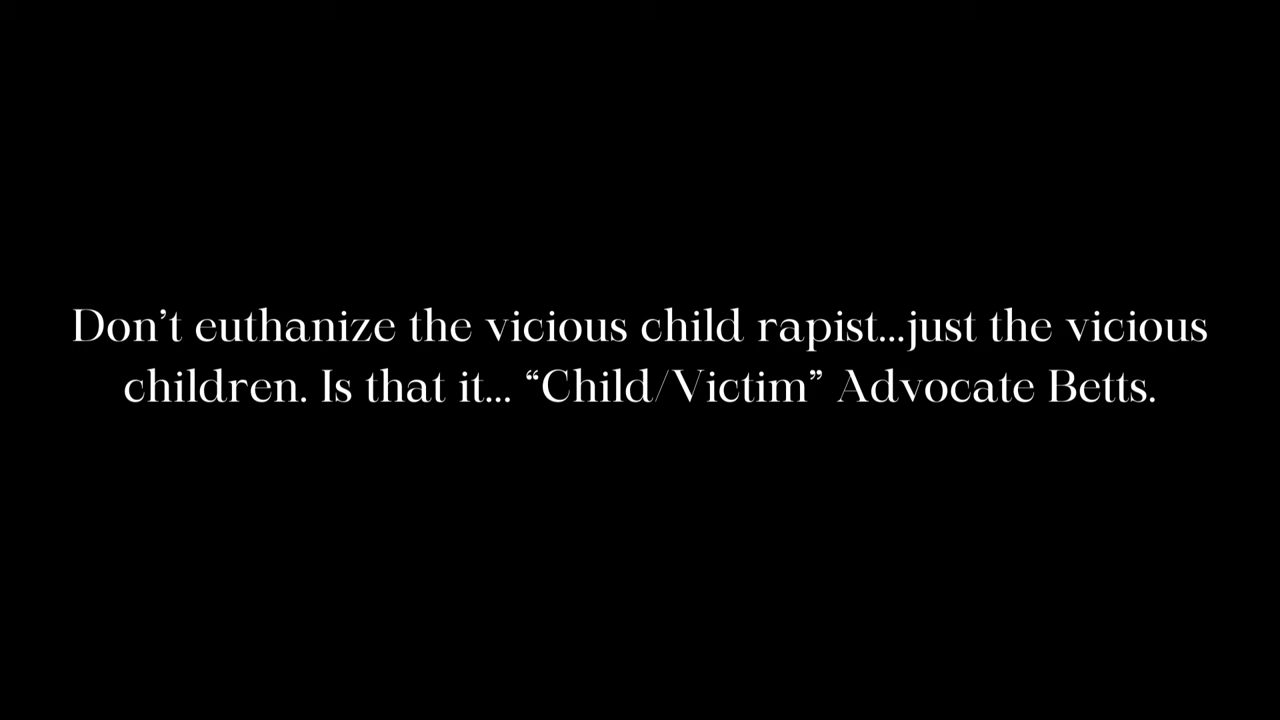 Don’t euthanize the vicious child rapist...just the vicious
children. Is that it... “Child/Victim” Advocate Betts.